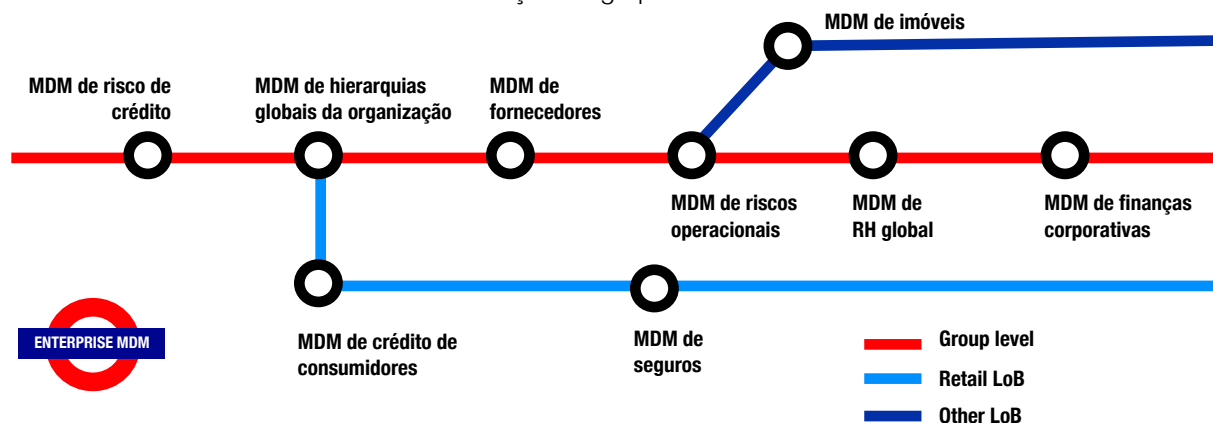 MDM de imóveis
MDM de risco de
crédito
MDM de hierarquias
globais da organização
MDM de
fornecedores
MDM de riscos
operacionais
MDM de
RH global
MDM de finanças
corporativas
MDM de crédito de
consumidores
MDM de
seguros
ENTERPRISE MDM
Group level
Retail LoB
Other LoB